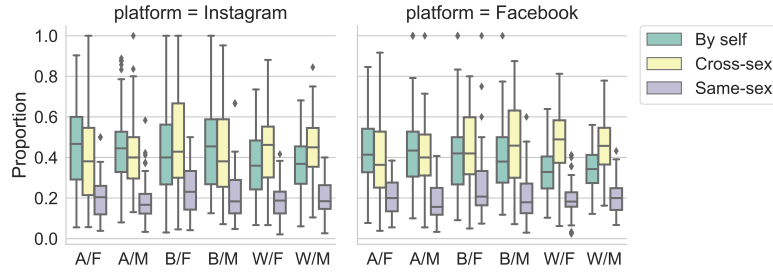 platform = Instagram
platform = Facebook
Proportion
1.0
0.8
0.6
0.4
0.2
0.0
A/F A/M B/F B/M W/F W/M
A/F A/M B/F B/M W/F W/M
By self
Cross-sex
Same-sex